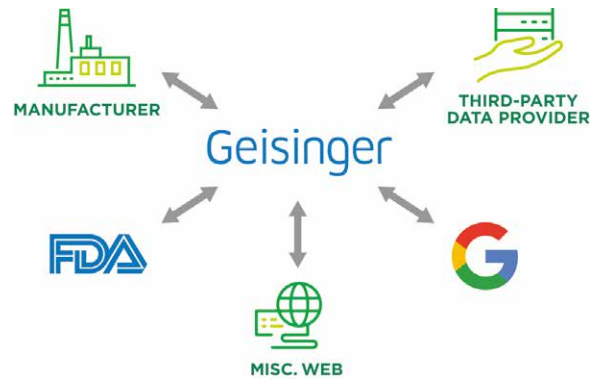 MANUFACTURER
THIRD-PARTY
DATA PROVIDER
Geisinger
FDA
G
MISC. WEB